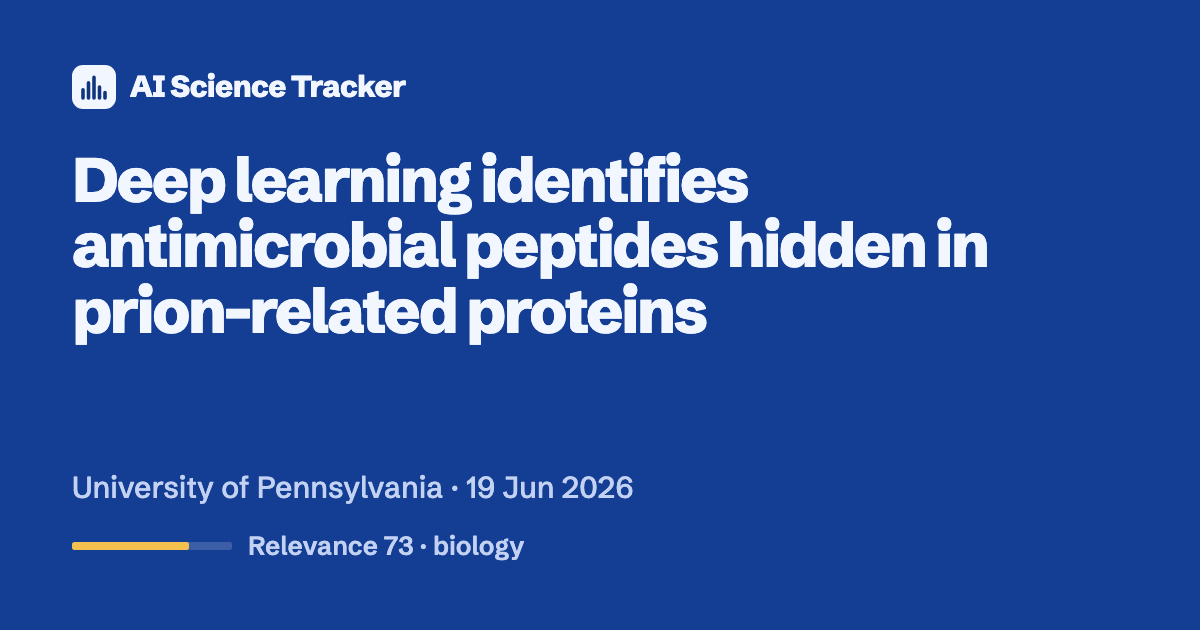 AI Science Tracker
Deep learning identifies
antimicrobial peptides hidden in
prion-related proteins
University of Pennsylvania · 19 Jun 2026
Relevance 73 · biology